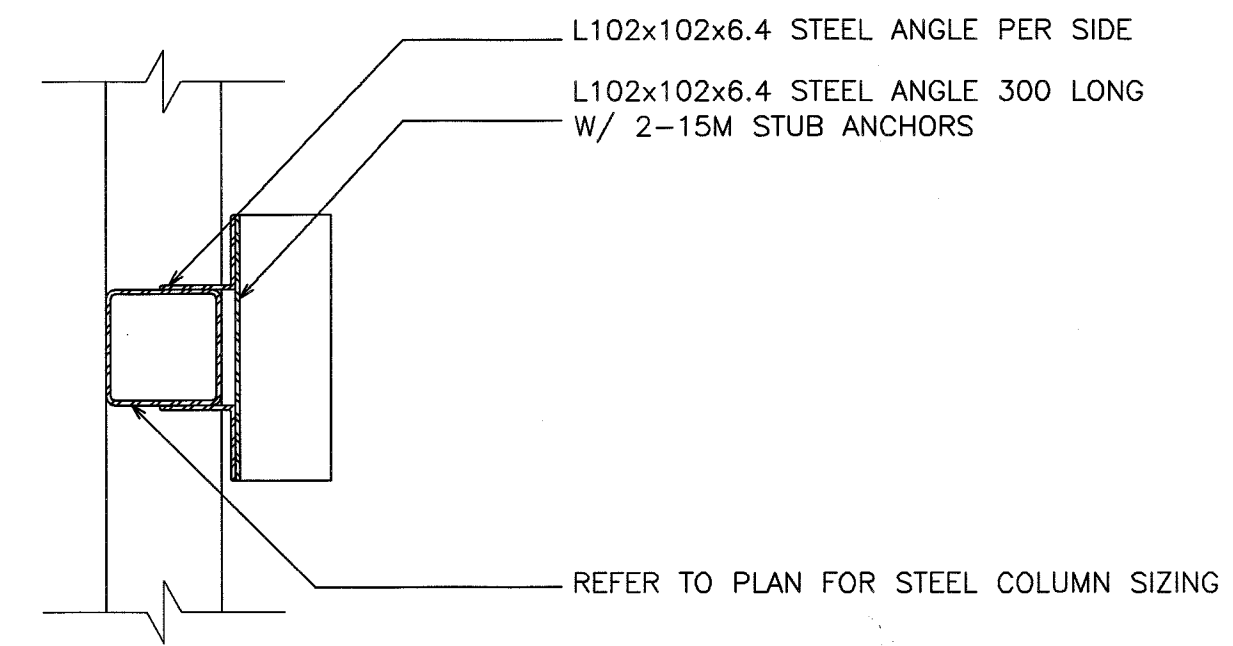 L102x102x6.4 STEEL ANGLE PER SIDE
L102x102x6.4 STEEL ANGLE 300 LONG
W/ 2-15M STUB ANCHORS
REFER TO PLAN FOR STEEL COLUMN SIZING